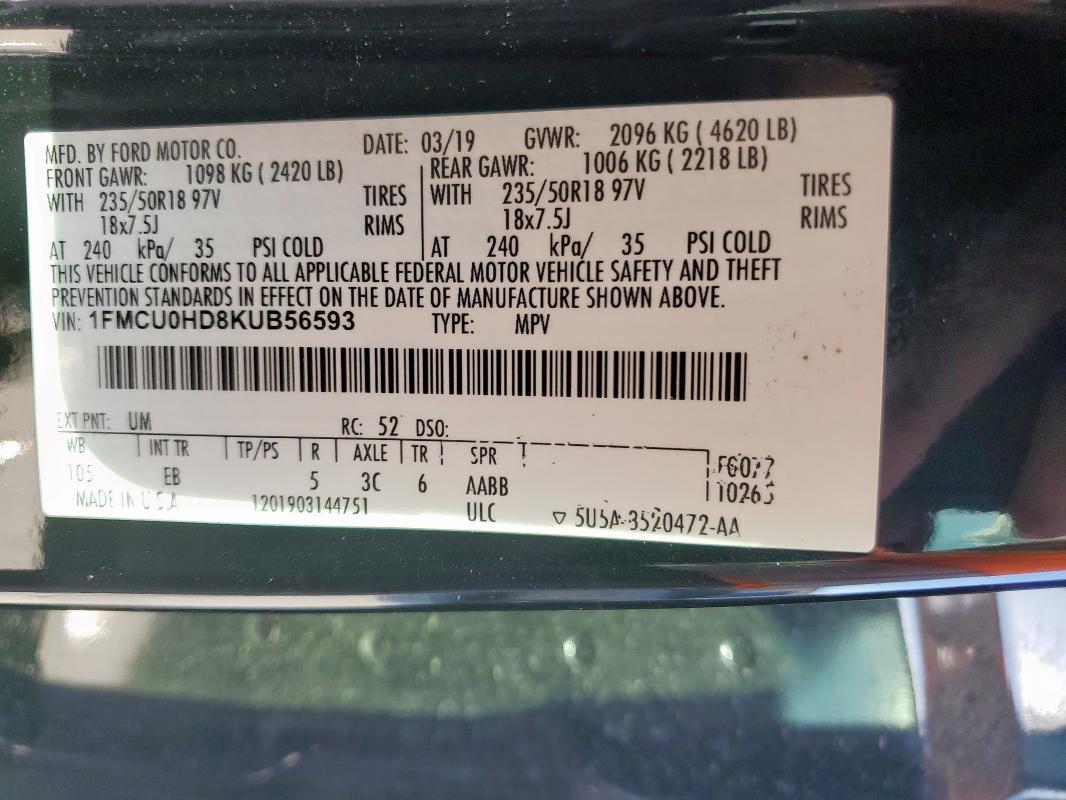 MFD. BY FORD MOTOR CO. DATE: 03/19 GVWR: 2096 KG ( 4620 LB)
FRONT GAWR: 1098 KG ( 2420 LB) REAR GAWR: 1006 KG ( 2218 LB)
WITH 235/50R18 97V TIRES WITH 235/50R18 97V TIRES
18x7.5J RIMS 18x7.5J RIMS
AT 240 kPa/ 35 PSI COLD AT 240 kPa/ 35 PSI COLD
THIS VEHICLE CONFORMS TO ALL APPLICABLE FEDERAL MOTOR VEHICLE SAFETY AND THEFT
PREVENTION STANDARDS IN EFFECT ON THE DATE OF MANUFACTURE SHOWN ABOVE.
VIN: 1FMCU0HD8KUB56593 TYPE: MPV
EXT PNT: UM RC: 52 DSO:
WB INT TR TP/PS R AXLE TR SPR
105 EB 5 3C 6 AABB
MADE IN U.S.A 1201903144751 ULC 5U5A-3520472-AA